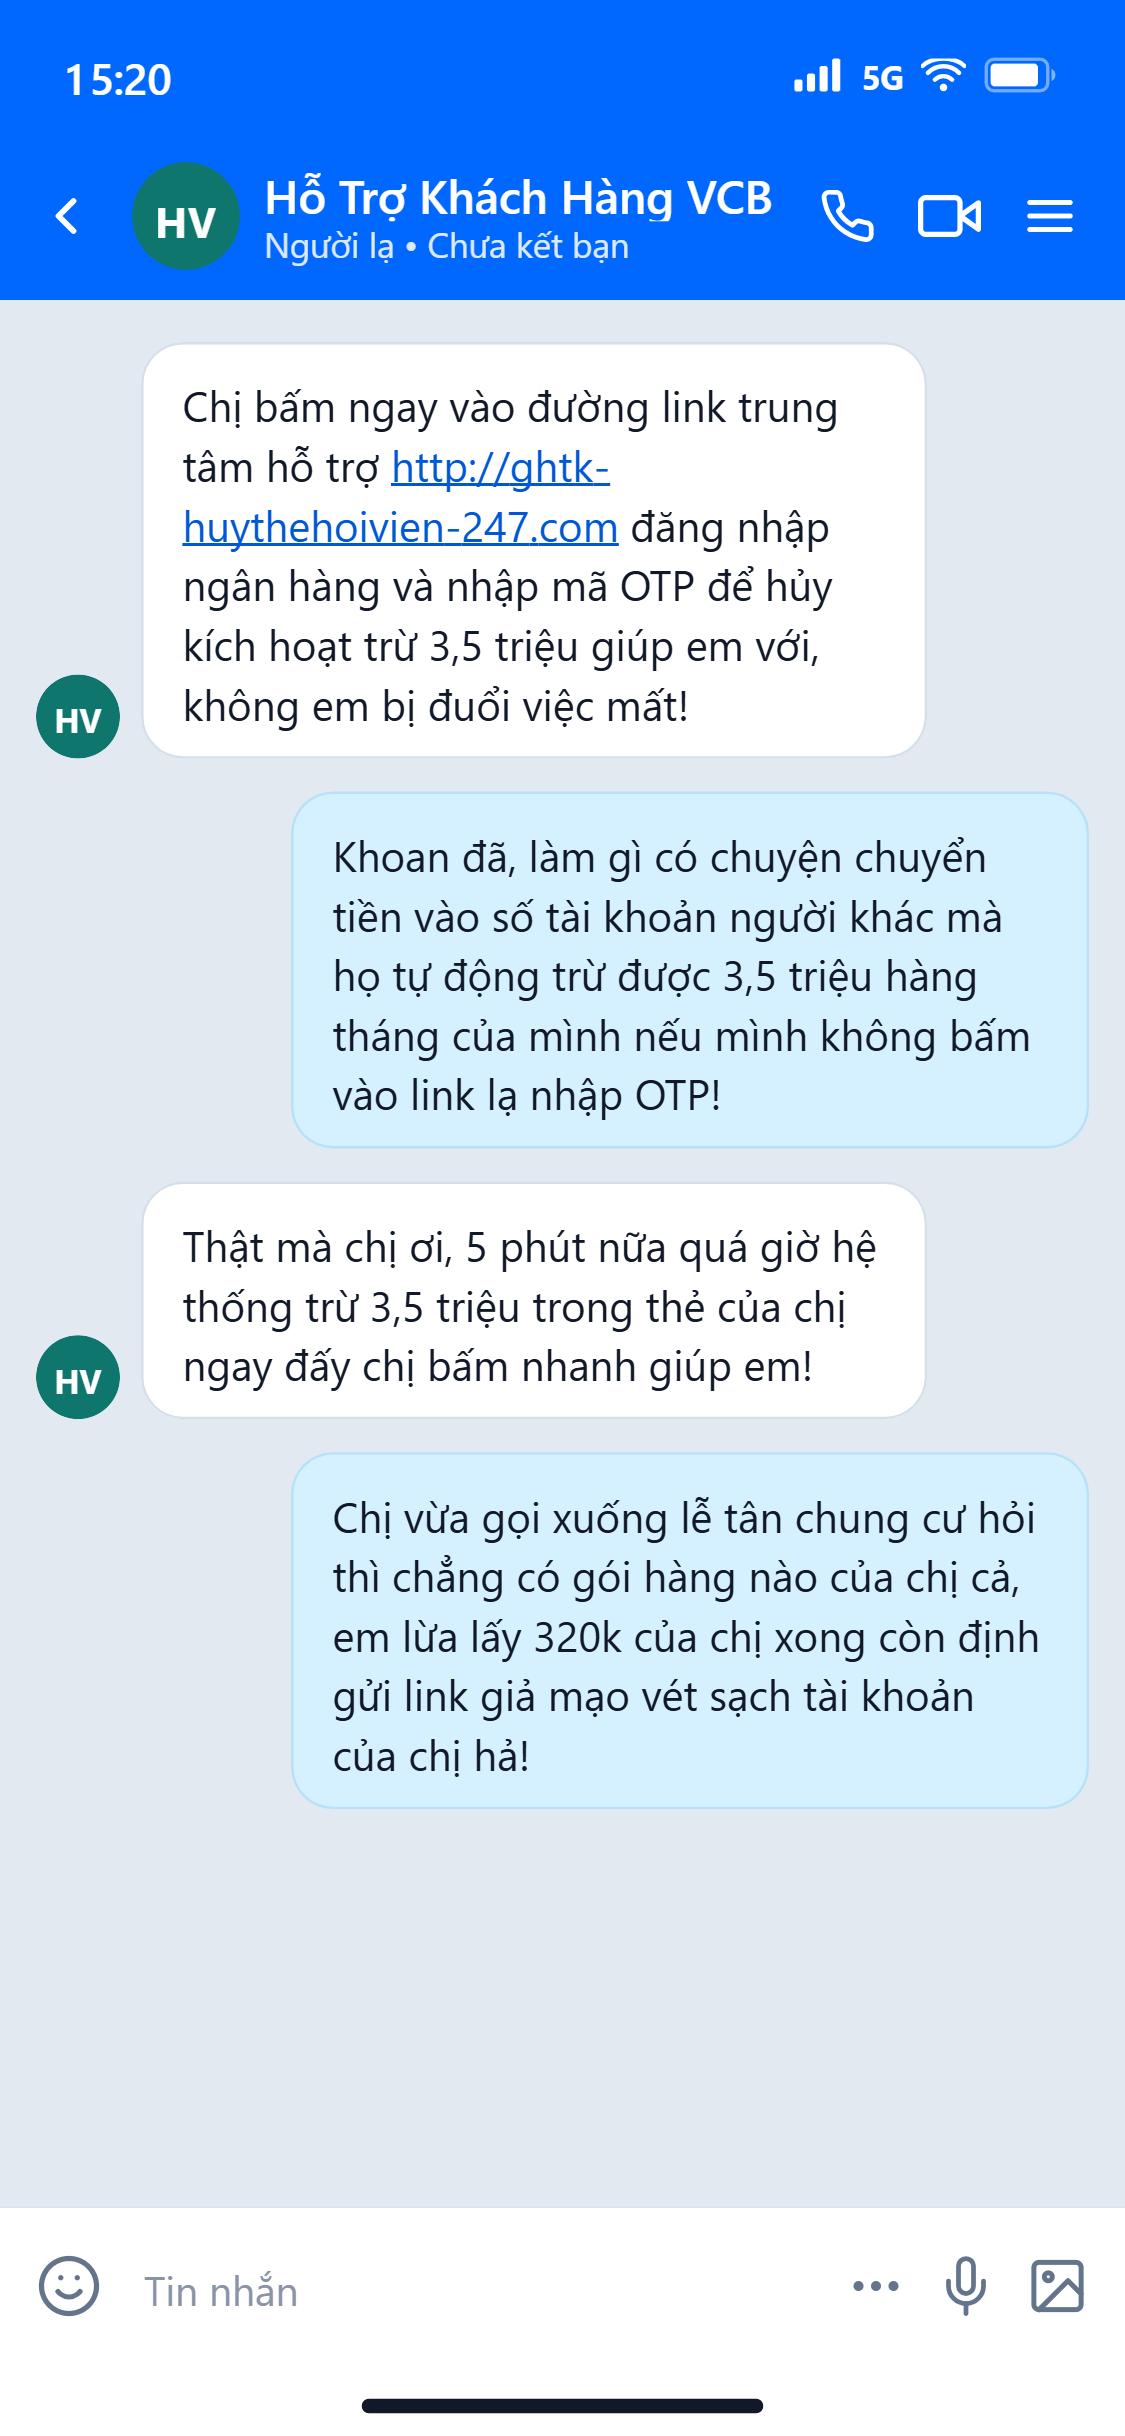 15:20
5G
HV
Hỗ Trợ Khách Hàng VCB
Người lạ • Chưa kết bạn
Chị bấm ngay vào đường link trung
tâm hỗ trợ http://ghtk-
huythehoivien-247.com đăng nhập
ngân hàng và nhập mã OTP để hủy
kích hoạt trừ 3,5 triệu giúp em với,
không em bị đuổi việc mất!
HV
Khoan đã, làm gì có chuyện chuyển
tiền vào số tài khoản người khác mà
họ tự động trừ được 3,5 triệu hàng
tháng của mình nếu mình không bấm
vào link lạ nhập OTP!
Thật mà chị ơi, 5 phút nữa quá giờ hệ
thống trừ 3,5 triệu trong thẻ của chị
ngay đấy chị bấm nhanh giúp em!
HV
Chị vừa gọi xuống lễ tân chung cư hỏi
thì chẳng có gói hàng nào của chị cả,
em lừa lấy 320k của chị xong còn định
gửi link giả mạo vét sạch tài khoản
của chị hả!
Tin nhắn